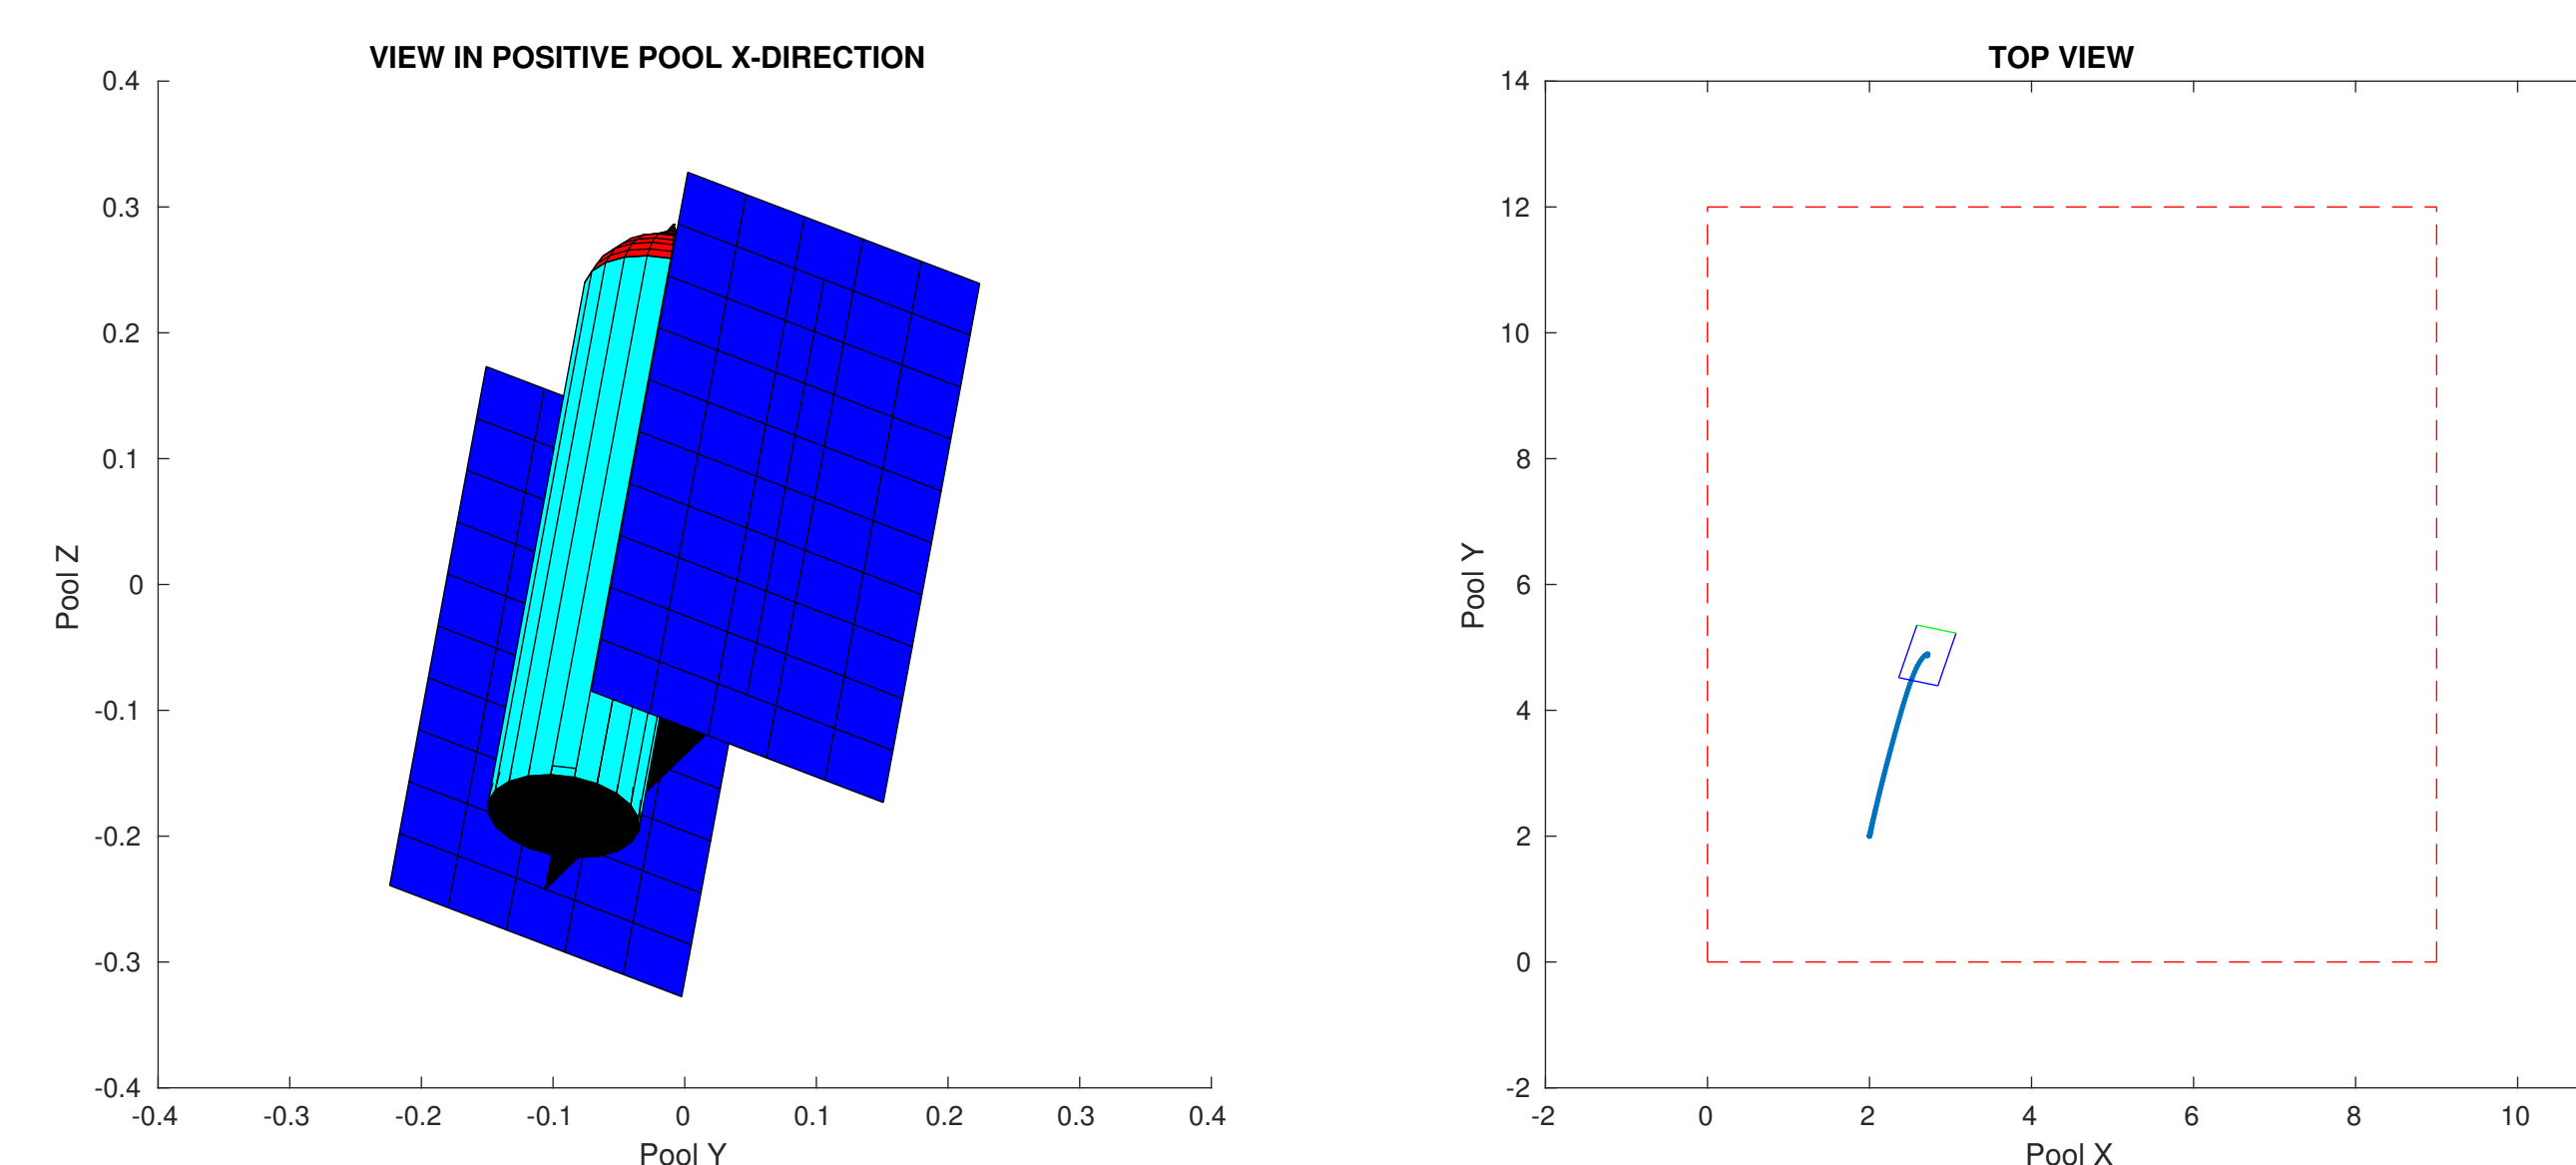 VIEW IN POSITIVE POOL X-DIRECTION
0.4
0.3
0.2
0.1
0
-0.1
-0.2
-0.3
-0.4
Pool Z
-0.4 -0.3 -0.2 -0.1 0 0.1 0.2 0.3 0.4
Pool Y
TOP VIEW
14
12
10
8
6
4
2
0
-2
Pool Y
-2 0 2 4 6 8 10
Pool X